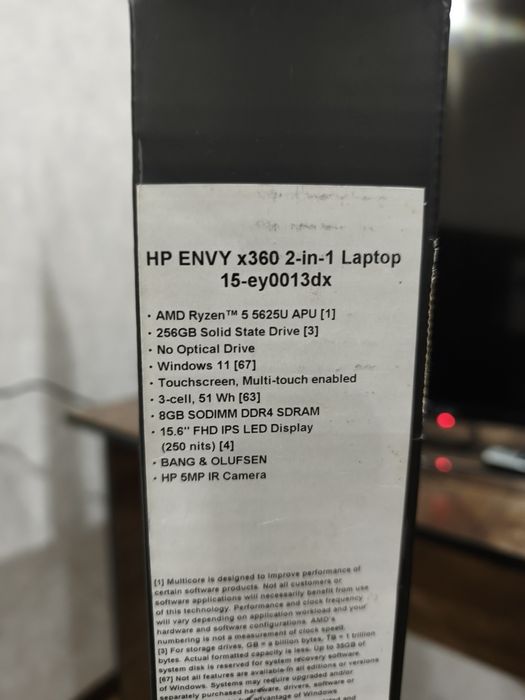 HP ENVY x360 2-in-1 Laptop
15-ey0013dx
· AMD Ryzen™ 5 5625U APU [1]
· 256GB Solid State Drive [3]
· No Optical Drive
· Windows 11 [67]
· Touchscreen, Multi-touch enabled
· 3-cell, 51 Wh [63]
· 8GB SODIMM DDR4 SDRAM
· 15.6" FHD IPS LED Display
(250 nits) [4]
· BANG & OLUFSEN
· HP 5MP IR Camera
[1] Multicore is designed to improve performance of
certain software products. Not all customers or
software applications will necessarily benefit from use
of this technology. Performance and clock frequency
will vary depending on application workload and your
hardware and software configurations. AMD's
numbering is not a measurement of clock speed.
[3] For storage drives, GB = a billion bytes. TB = 1 trillion
bytes. Actual formatted capacity is less. Up to 35GB of
system disk is reserved for system recovery software.
[67] Not all features are available in all editions or versions
of Windows. Systems may require upgraded and/or
separately purchased hardware, drivers, software or
advantage of Windows